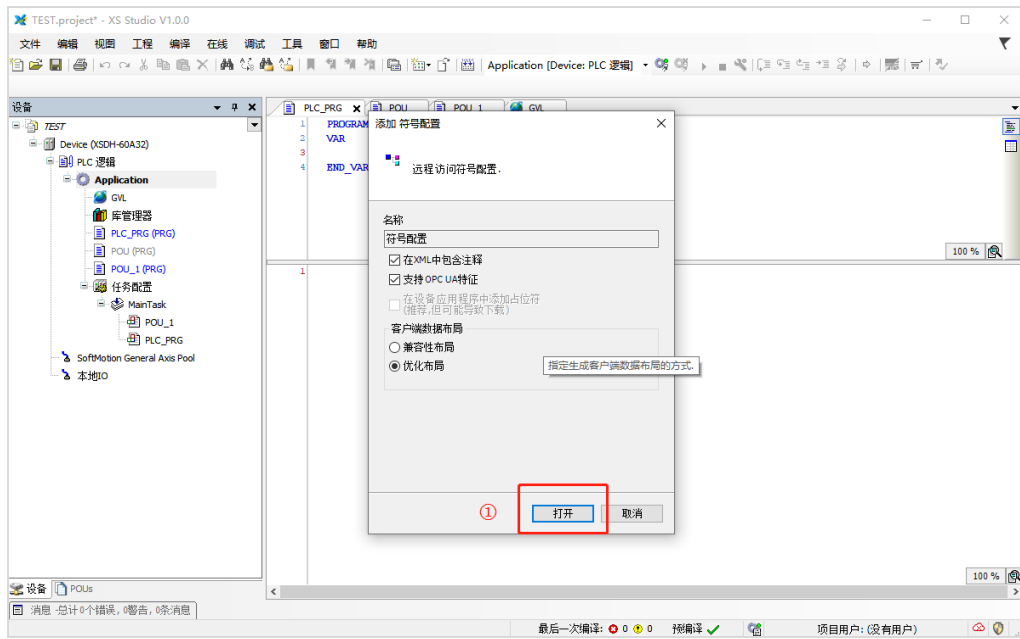 TEST.project* - XS Studio V1.0.0
文件 编辑 视图 工程 编译 在线 调试 工具 窗口 帮助
Application [Device: PLC 逻辑]
设备
PLC_PRG POU POU_1 GVL
TEST
Device (XSDH-60A32)
PLC 逻辑
Application
GVL
库管理器
PLC_PRG (PRG)
POU (PRG)
POU_1 (PRG)
任务配置
MainTask
POU_1
PLC_PRG
SoftMotion General Axis Pool
本地IO
1 PROGRAM
2 VAR
3
4 END_VAR
100 %
1
添加 符号配置
远程访问符号配置.
名称
符号配置
在XML中包含注释
支持OPC UA特征
在设备应用程序中添加占位符
(推荐,但可能导致下载)
客户端数据布局
兼容性布局
优化布局
指定生成客户端数据布局的方式.
① 打开 取消
100 %
设备 POUs
消息 -总计0个错误, 0警告, 0条消息
最后一次编译: 0 0 预编译 项目用户: (没有用户)